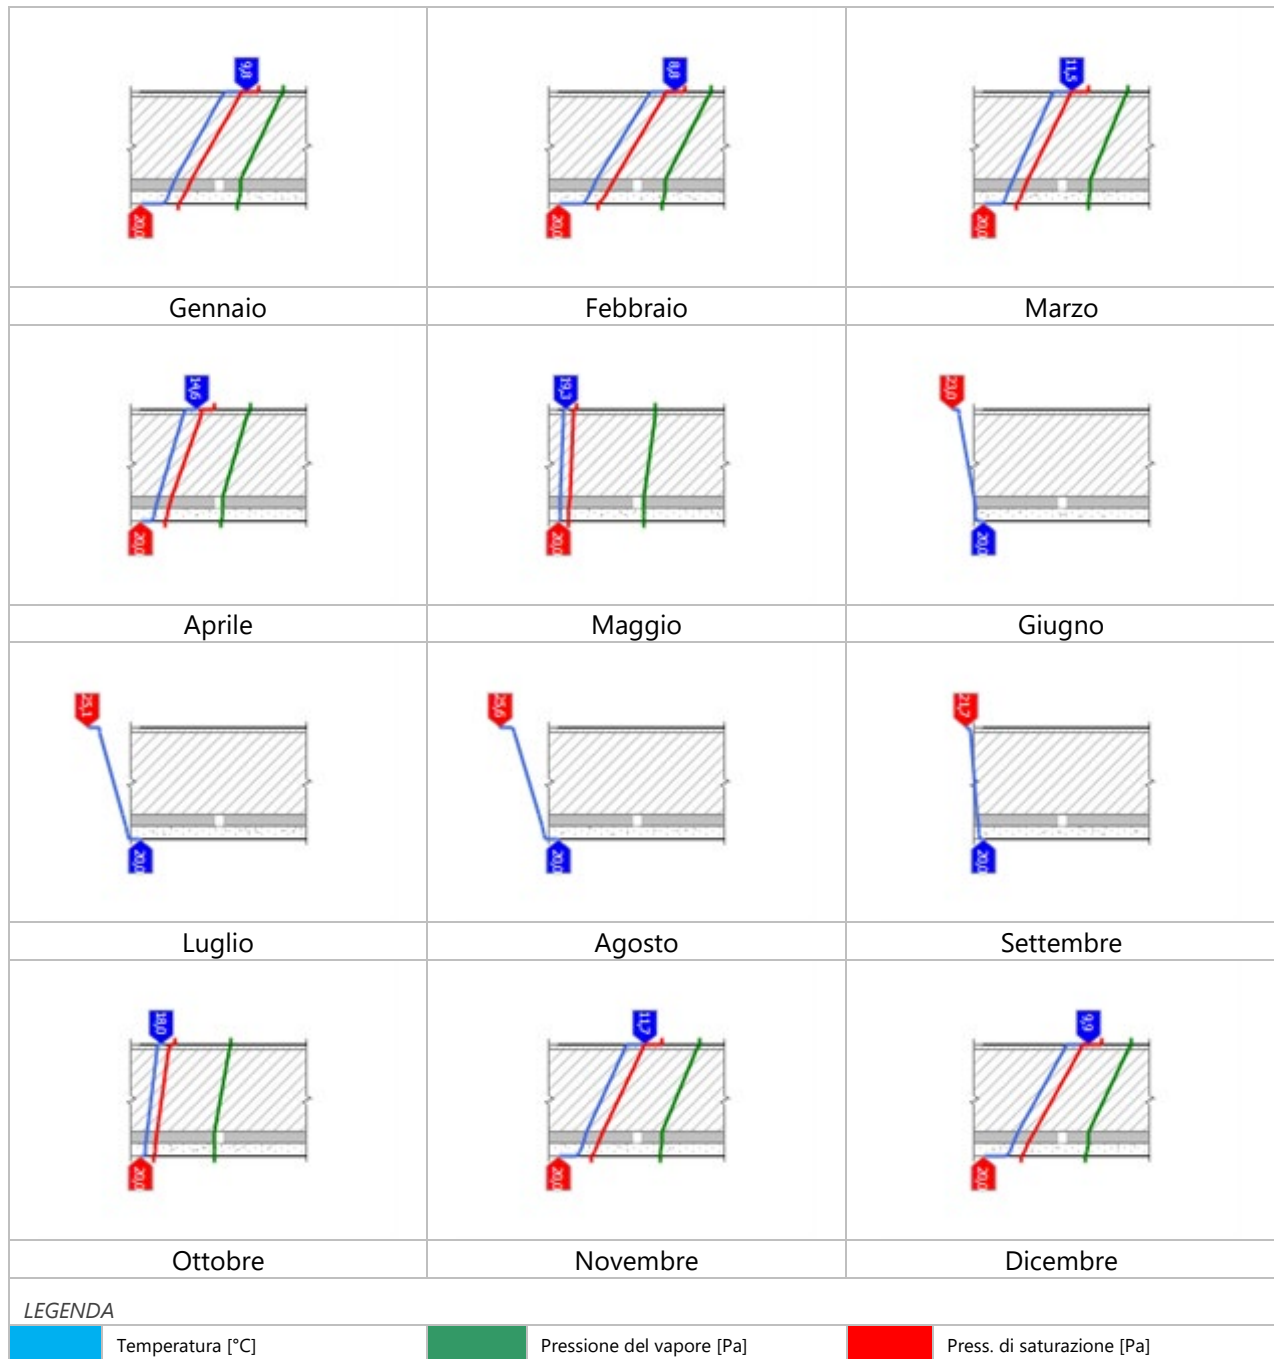 9,8
8,8
11,5
20,0
20,0
20,0
Gennaio
Febbraio
Marzo
14,6
19,3
23,0
20,0
20,0
20,0
Aprile
Maggio
Giugno
25,1
25,6
21,7
20,0
20,0
20,0
Luglio
Agosto
Settembre
18,0
11,7
9,9
20,0
20,0
20,0
Ottobre
Novembre
Dicembre
LEGENDA
Temperatura [°C]
Pressione del vapore [Pa]
Press. di saturazione [Pa]